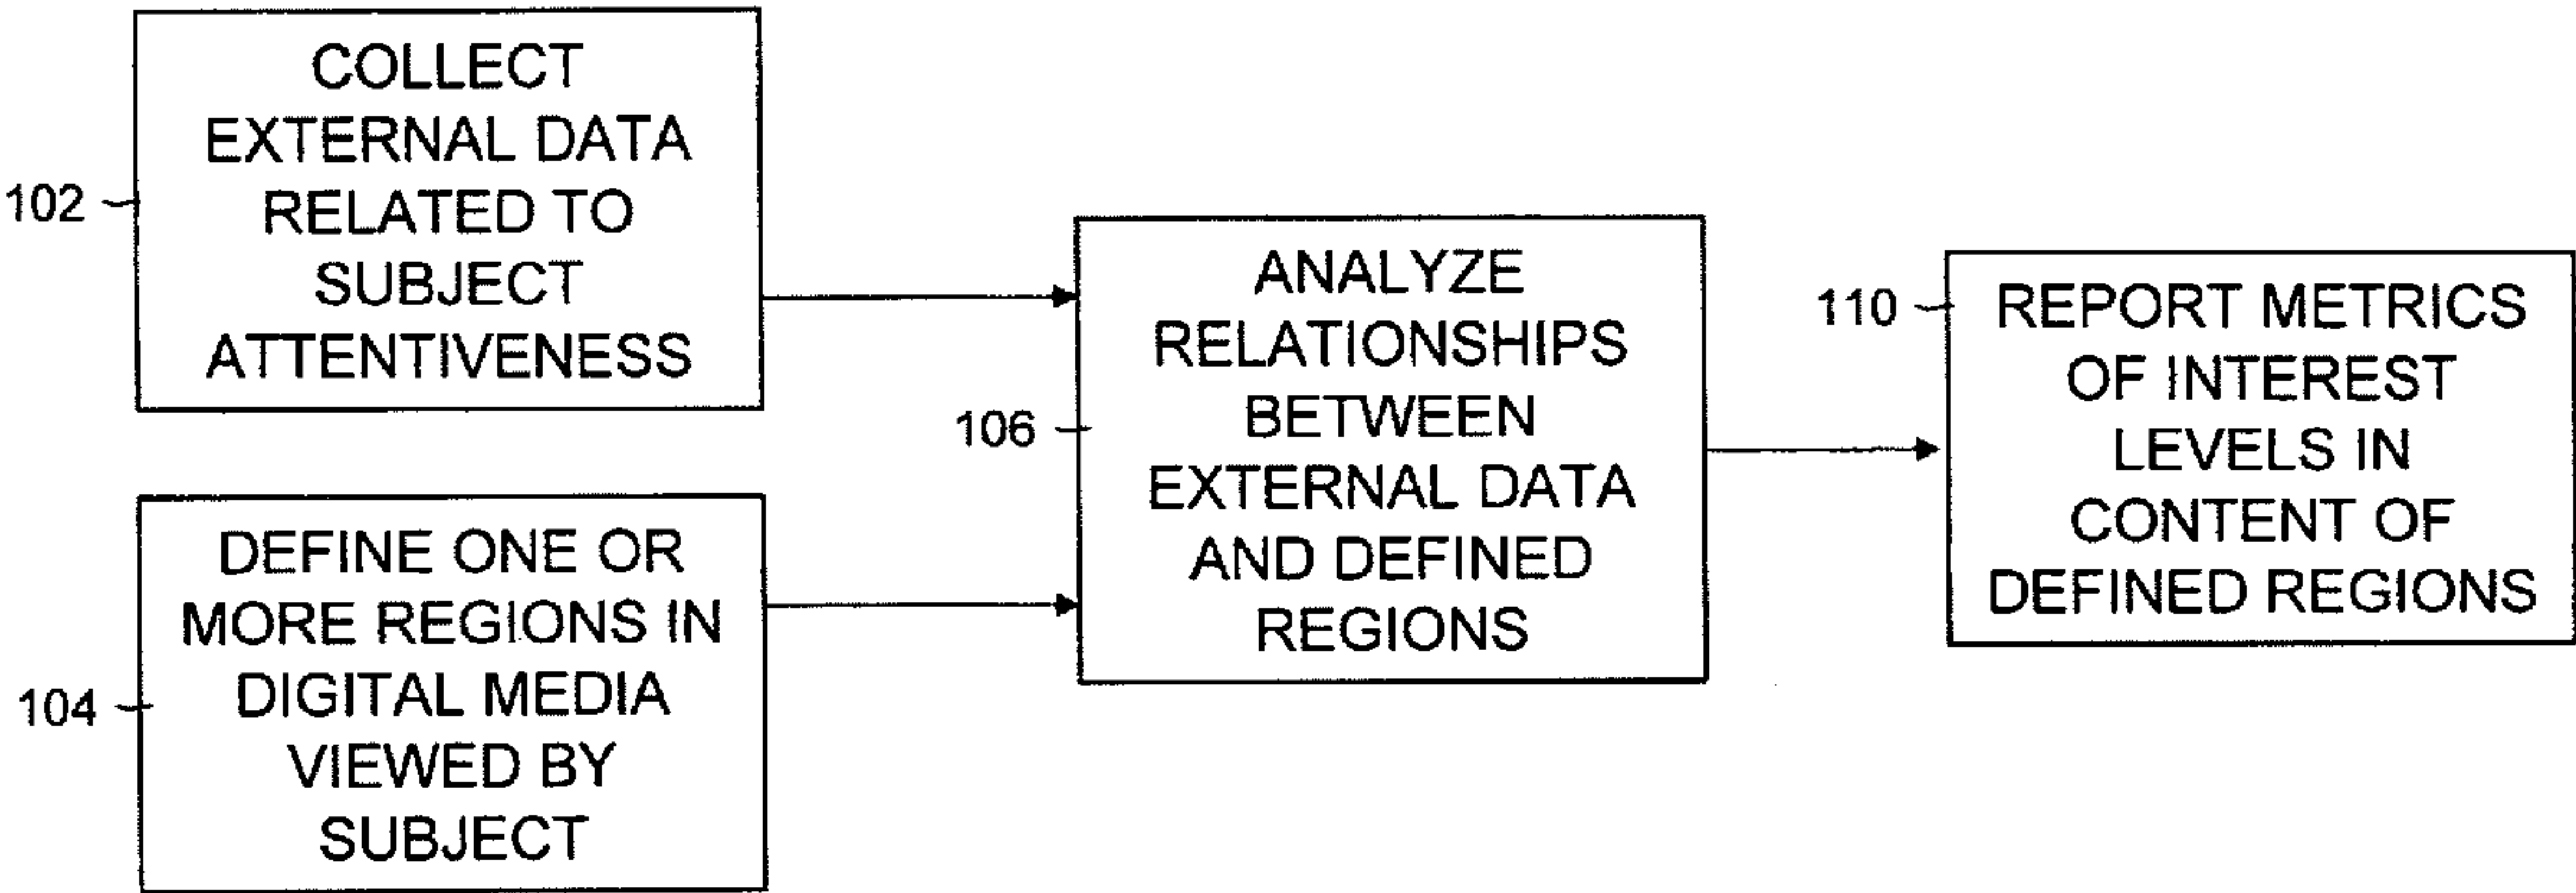 102
COLLECT
EXTERNAL DATA
RELATED TO
SUBJECT
ATTENTIVENESS
104
DEFINE ONE OR
MORE REGIONS IN
DIGITAL MEDIA
VIEWED BY
SUBJECT
106
ANALYZE
RELATIONSHIPS
BETWEEN
EXTERNAL DATA
AND DEFINED
REGIONS
110
REPORT METRICS
OF INTEREST
LEVELS IN
CONTENT OF
DEFINED REGIONS